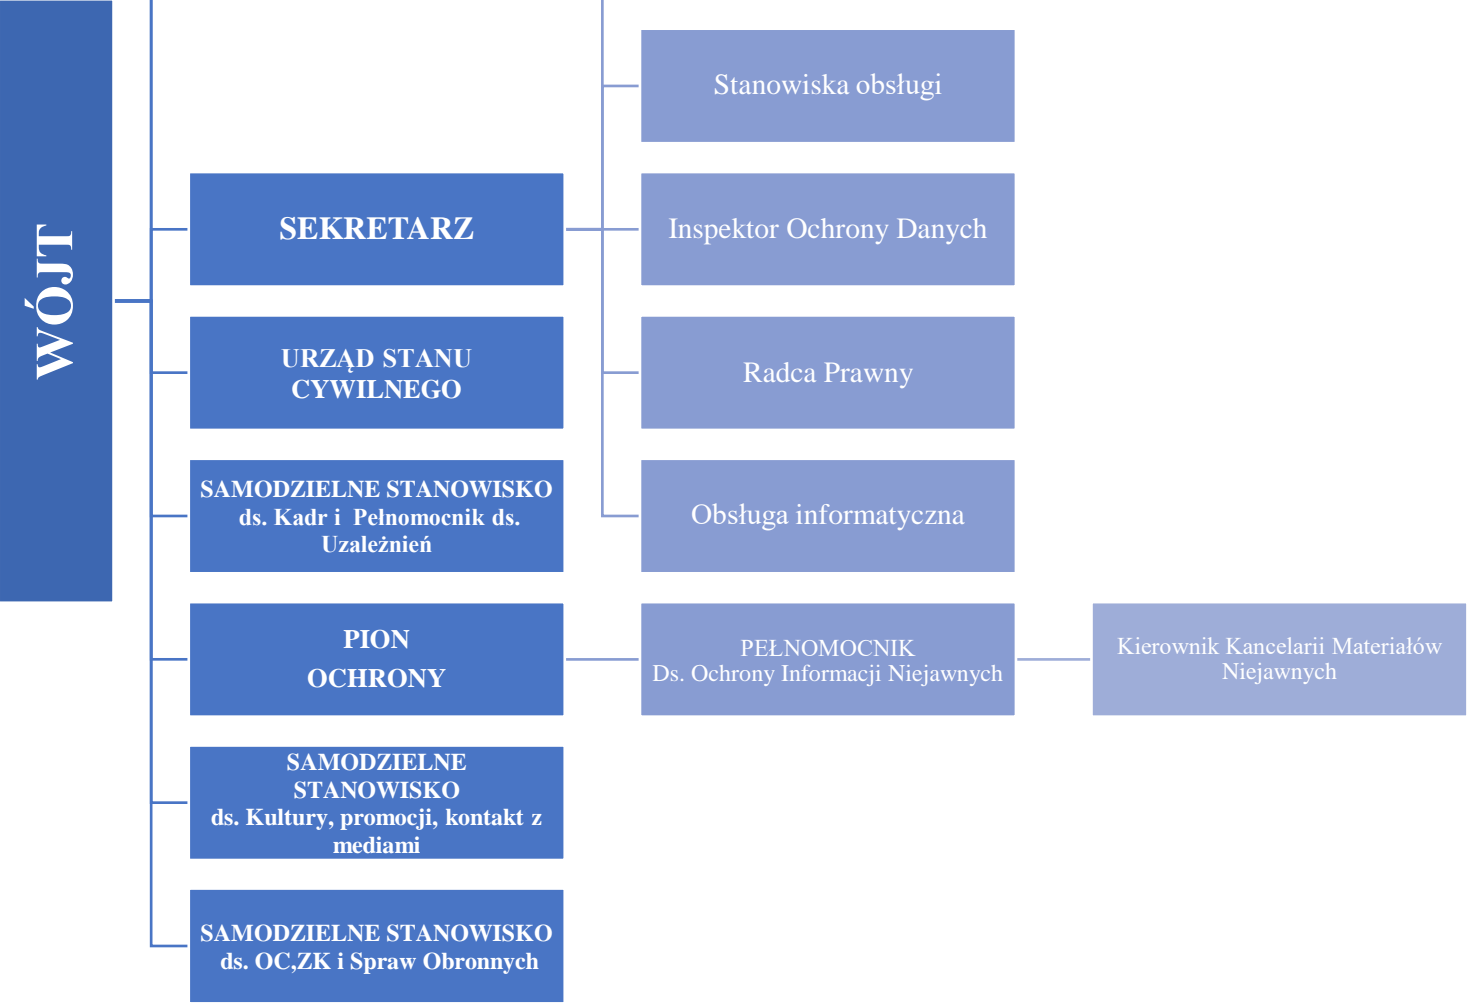 WÓJT
Stanowiska obsługi
SEKRETARZ
Inspektor Ochrony Danych
URZĄD STANU
CYWILNEGO
Radca Prawny
SAMODZIELNE STANOWISKO
ds. Kadr i Pełnomocnik ds.
Uzależnień
Obsługa informatyczna
PION
OCHRONY
PEŁNOMOCNIK
Ds. Ochrony Informacji Niejawnych
Kierownik Kancelarii Materiałów
Niejawnych
SAMODZIELNE
STANOWISKO
ds. Kultury, promocji, kontakt z
mediami
SAMODZIELNE STANOWISKO
ds. OC,ZK i Spraw Obronnych